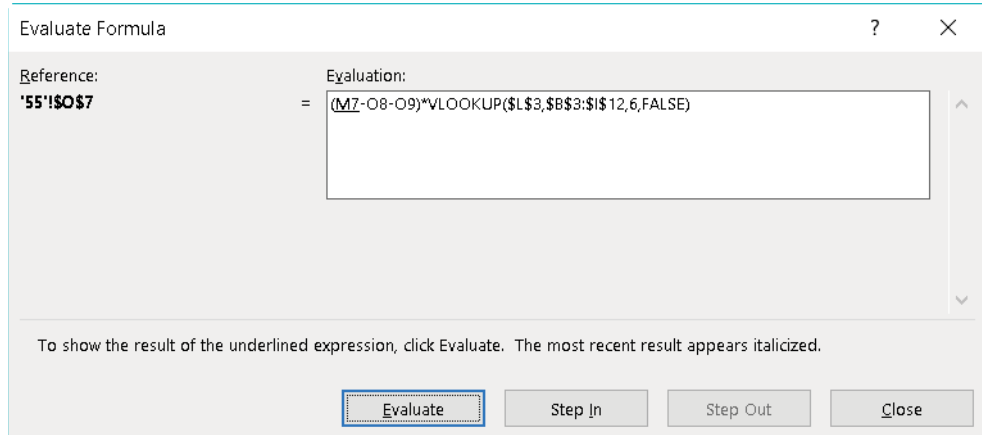 Evaluate Formula ? ×
Reference: Evaluation:
'55'!$O$7 = (M7-O8-O9)*VLOOKUP($L$3,$B$3:$I$12,6,FALSE)
To show the result of the underlined expression, click Evaluate. The most recent result appears italicized.
Evaluate Step In Step Out Close